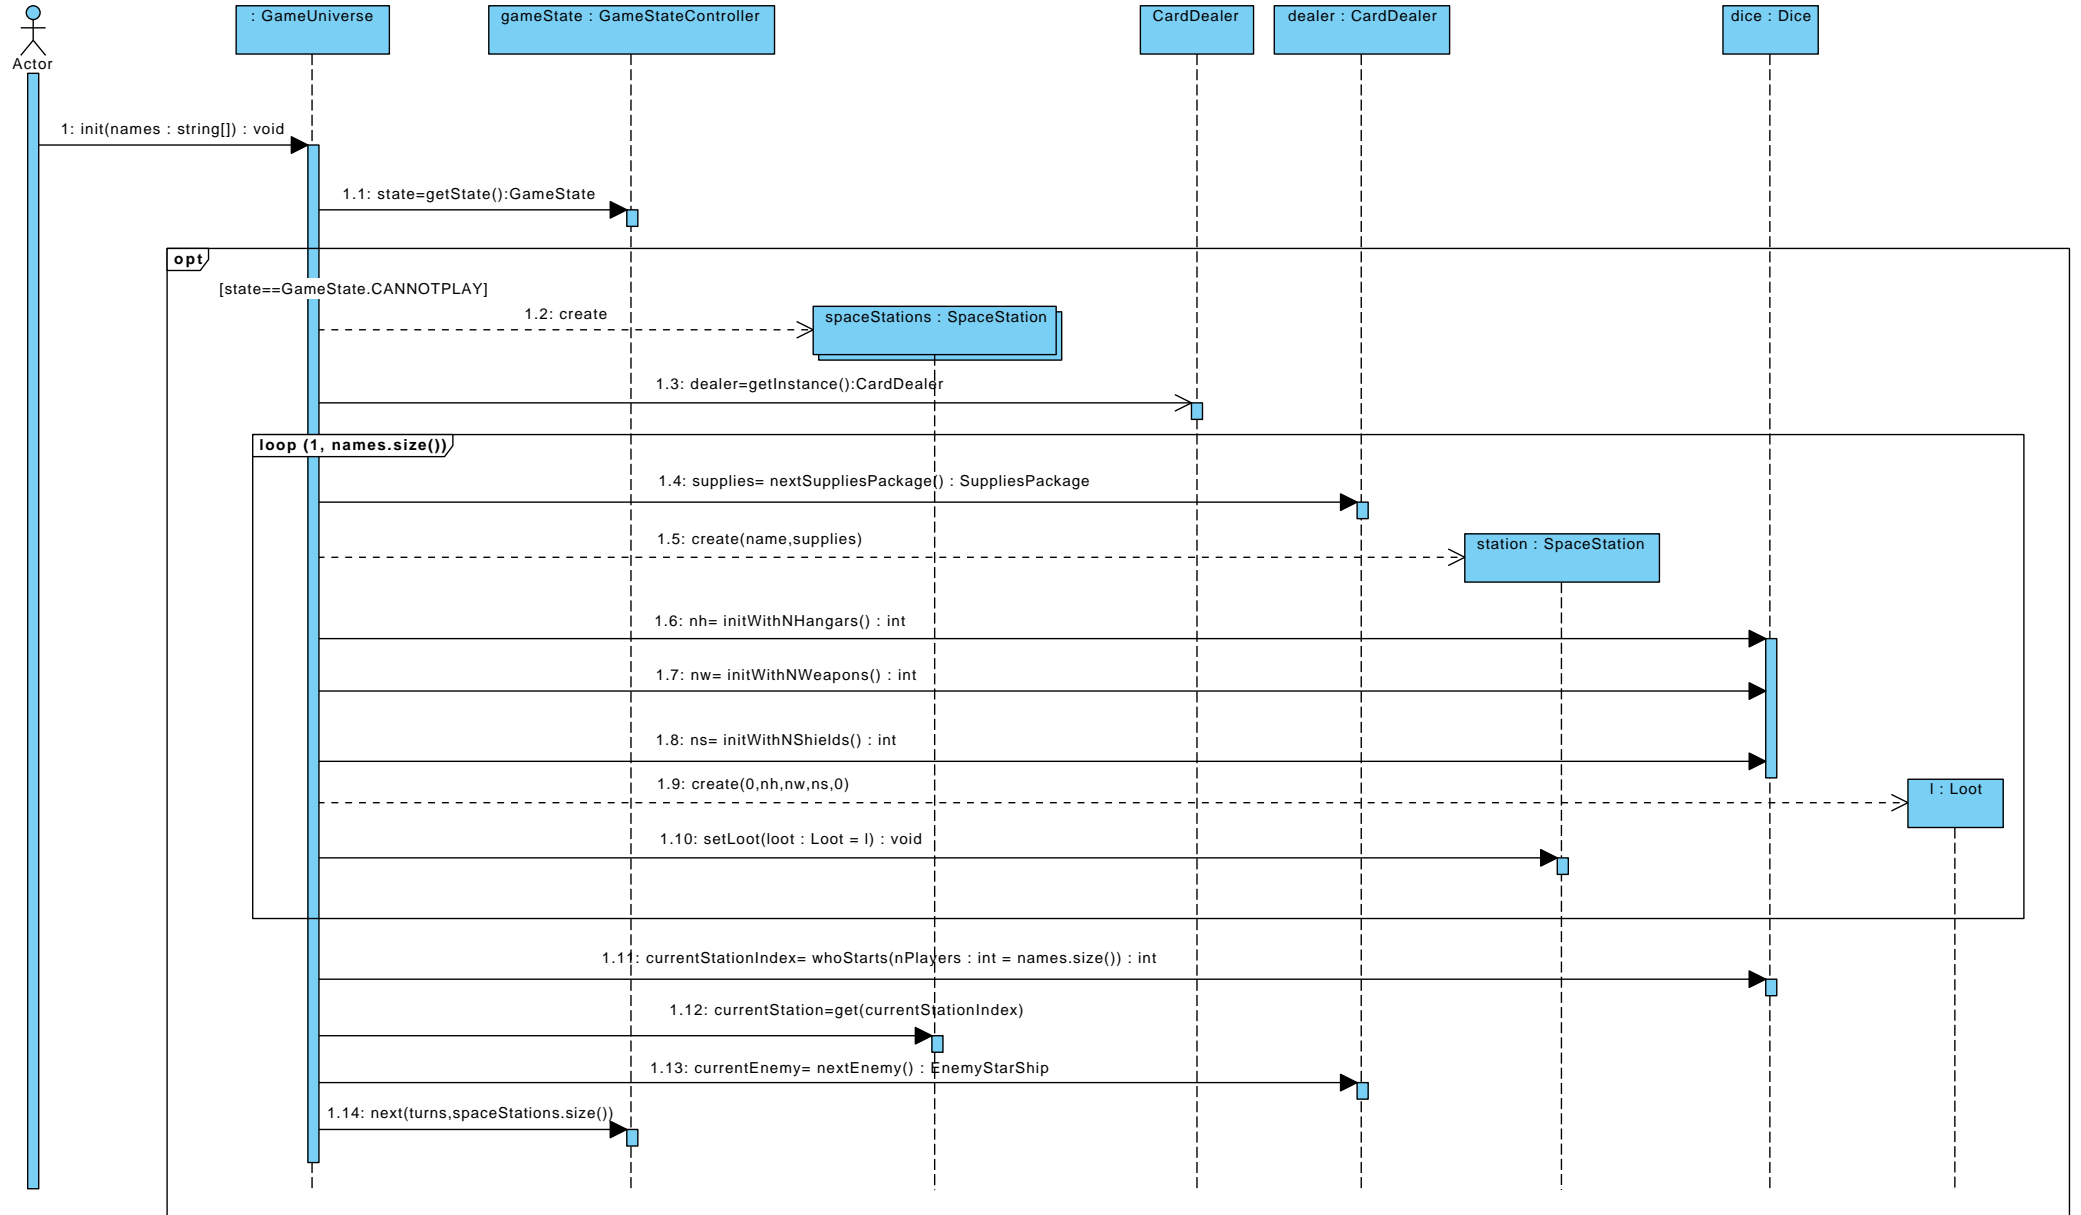 : GameUniverse
gameState : GameStateController
CardDealer
dealer : CardDealer
dice : Dice
Actor
1: init(names : string[]) : void
1.1: state=getState():GameState
opt
[state==GameState.CANNOTPLAY]
1.2: create
spaceStations : SpaceStation
1.3: dealer=getInstance():CardDealer
loop (1, names.size())
1.4: supplies= nextSuppliesPackage() : SuppliesPackage
1.5: create(name,supplies)
station : SpaceStation
1.6: nh= initWithNHangars() : int
1.7: nw= initWithNWeapons() : int
1.8: ns= initWithNShields() : int
1.9: create(0,nh,nw,ns,0)
l : Loot
1.10: setLoot(loot : Loot = l) : void
1.11: currentStationIndex= whoStarts(nPlayers : int = names.size()) : int
1.12: currentStation=get(currentStationIndex)
1.13: currentEnemy= nextEnemy() : EnemyStarShip
1.14: next(turns,spaceStations.size())